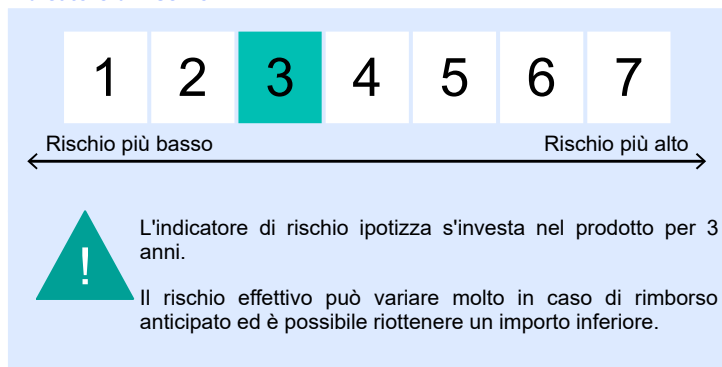 1 2 3 4 5 6 7
Rischio più basso Rischio più alto
! L'indicatore di rischio ipotizza s'investa nel prodotto per 3
anni.
Il rischio effettivo può variare molto in caso di rimborso
anticipato ed è possibile riottenere un importo inferiore.